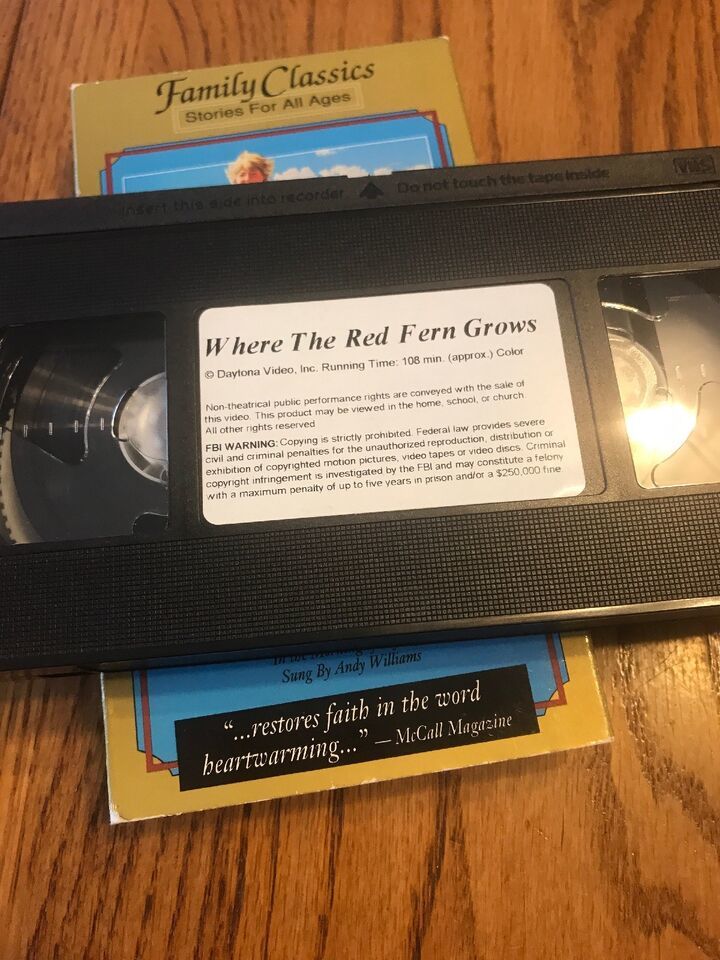 Family Classics
Stories For All Ages
Insert this side into recorder
Do not touch the tape inside
VHS
Where The Red Fern Grows
© Daytona Video, Inc. Running Time: 108 min. (approx.) Color
Non-theatrical public performance rights are conveyed with the sale of
this video. This product may be viewed in the home, school, or church.
All other rights reserved
FBI WARNING: Copying is strictly prohibited. Federal law provides severe
civil and criminal penalties for the unauthorized reproduction, distribution or
exhibition of copyrighted motion pictures, video tapes or video discs. Criminal
copyright infringement is investigated by the FBI and may constitute a felony
with a maximum penalty of up to five years in prison and/or a $250,000 fine.
In the Morning
Sung By Andy Williams
“...restores faith in the word
heartwarming...” — McCall Magazine